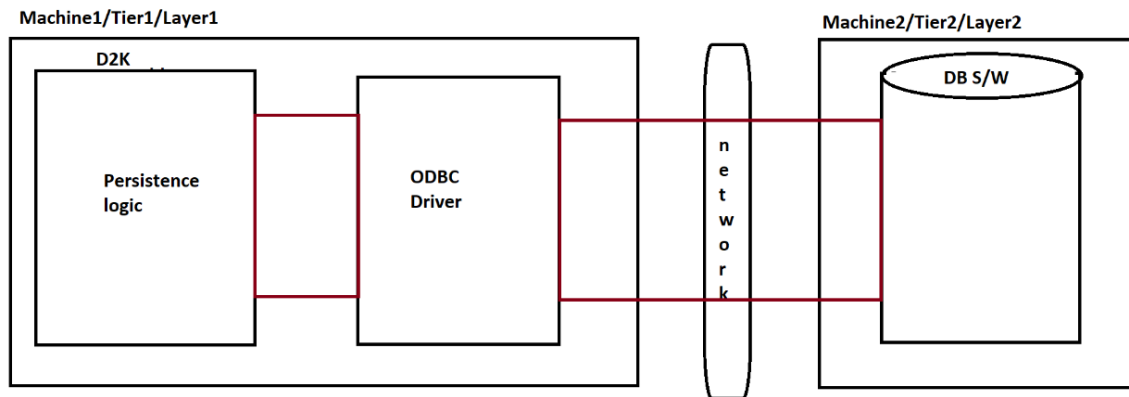 Machine1/Tier1/Layer1
Machine2/Tier2/Layer2
D2K
DB S/W
Persistence
logic
ODBC
Driver
n
e
t
w
o
r
k